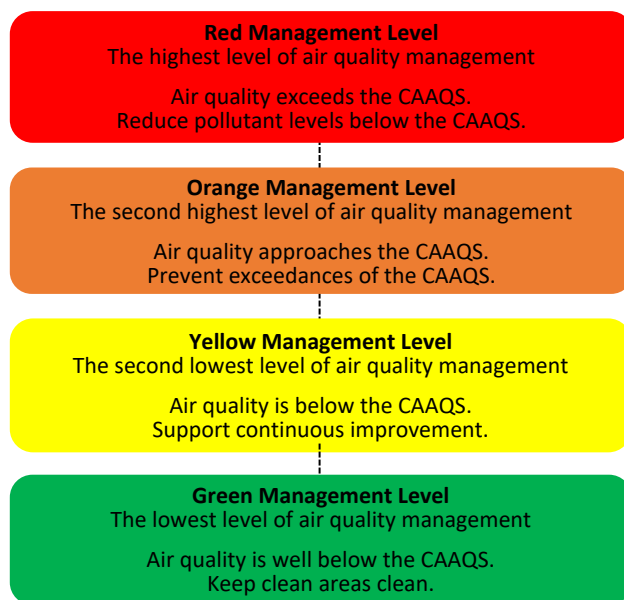 Red Management Level
The highest level of air quality management
Air quality exceeds the CAAQS.
Reduce pollutant levels below the CAAQS.
Orange Management Level
The second highest level of air quality management
Air quality approaches the CAAQS.
Prevent exceedances of the CAAQS.
Yellow Management Level
The second lowest level of air quality management
Air quality is below the CAAQS.
Support continuous improvement.
Green Management Level
The lowest level of air quality management
Air quality is well below the CAAQS.
Keep clean areas clean.